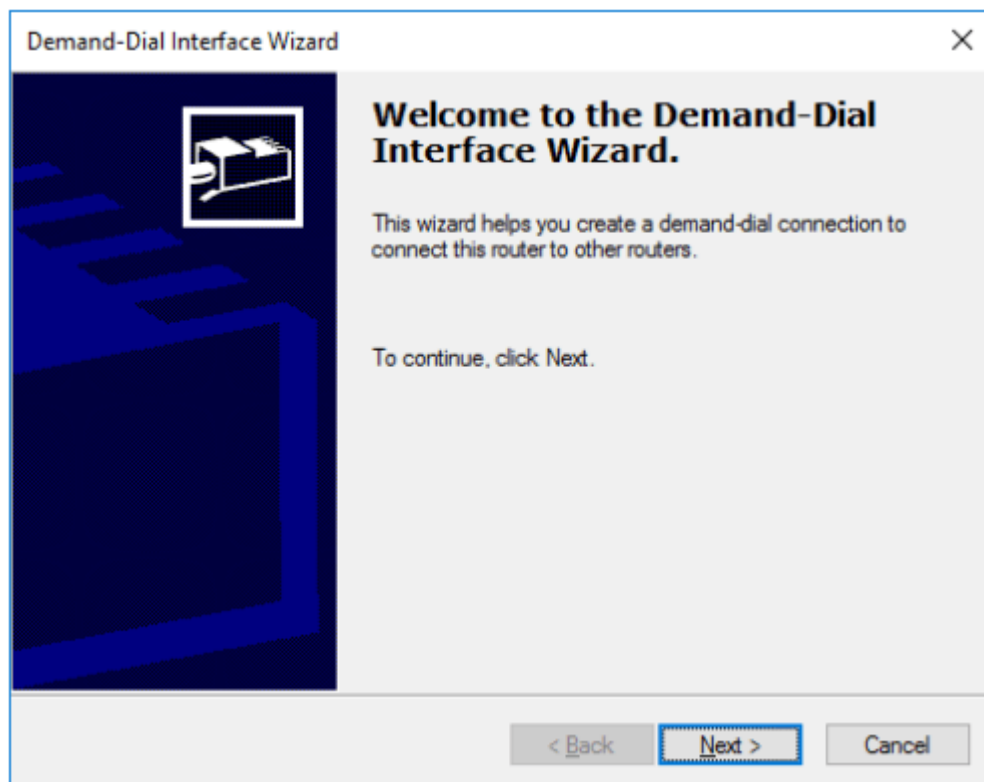 Demand-Dial Interface Wizard
Welcome to the Demand-Dial
Interface Wizard.
This wizard helps you create a demand-dial connection to
connect this router to other routers.
To continue, click Next.
< Back
Next >
Cancel